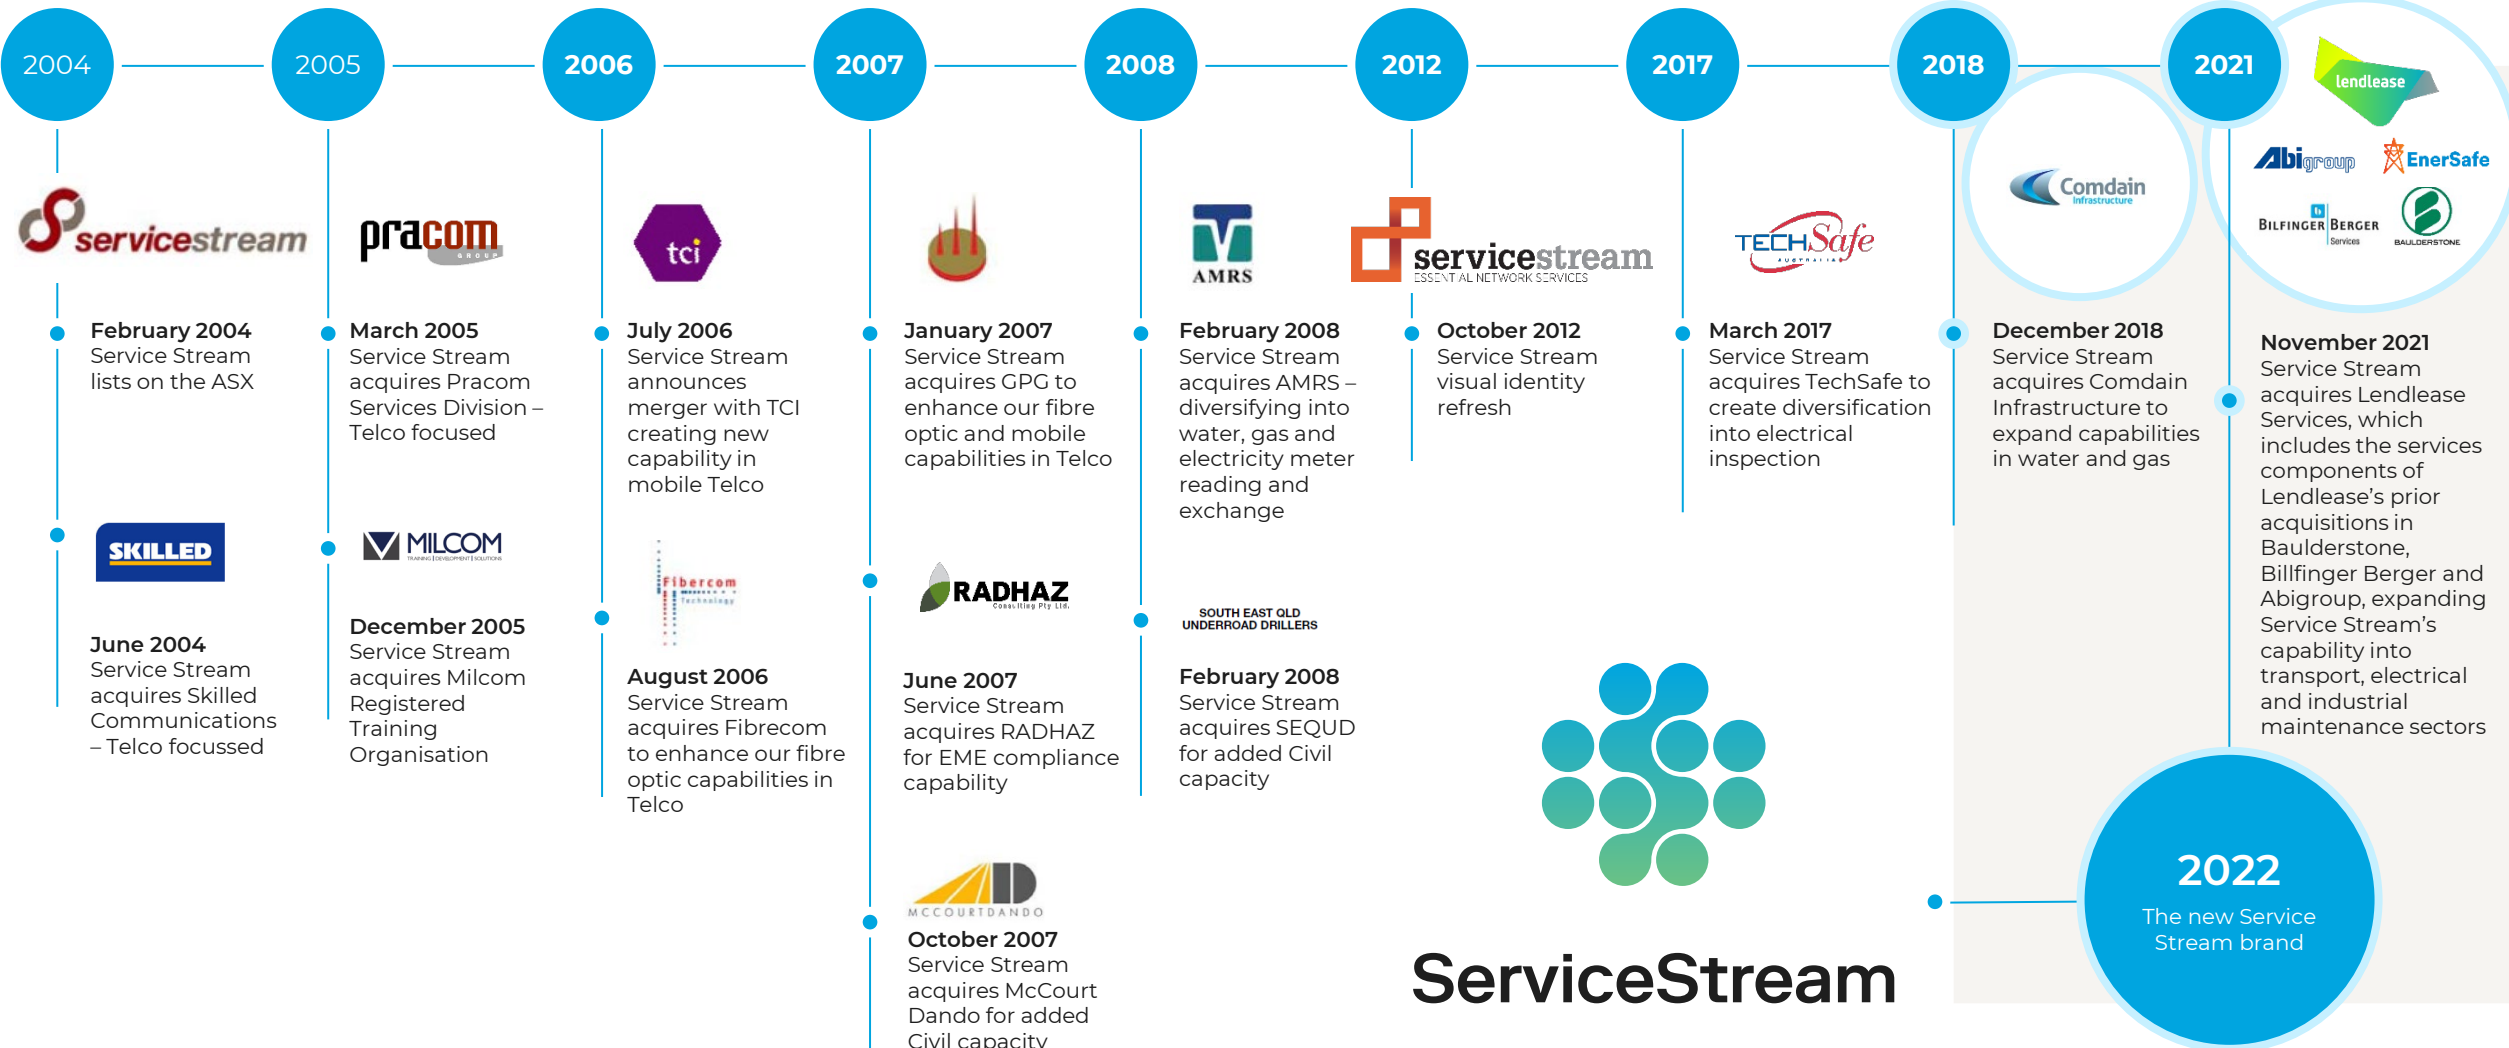 2004
2005
2006
2007
2008
2012
2017
2018
2021
servicestream
February 2004
Service Stream
lists on the ASX
SKILLED
June 2004
Service Stream
acquires Skilled
Communications
– Telco focussed
pracom
GROUP
March 2005
Service Stream
acquires Pracom
Services Division –
Telco focused
MILCOM
TRAINING | DEVELOPMENT | SOLUTIONS
December 2005
Service Stream
acquires Milcom
Registered
Training
Organisation
tci
July 2006
Service Stream
announces
merger with TCI
creating new
capability in
mobile Telco
Fibercom
Technology
August 2006
Service Stream
acquires Fibrecom
to enhance our fibre
optic capabilities in
Telco
January 2007
Service Stream
acquires GPG to
enhance our fibre
optic and mobile
capabilities in Telco
RADHAZ
Consulting Pty Ltd.
June 2007
Service Stream
acquires RADHAZ
for EME compliance
capability
MCCOURTDANDO
October 2007
Service Stream
acquires McCourt
Dando for added
Civil capacity
AMRS
February 2008
Service Stream
acquires AMRS –
diversifying into
water, gas and
electricity meter
reading and
exchange
SOUTH EAST QLD
UNDERROAD DRILLERS
February 2008
Service Stream
acquires SEQUD
for added Civil
capacity
servicestream
ESSENTIAL NETWORK SERVICES
October 2012
Service Stream
visual identity
refresh
TECHSafe
AUSTRALIA
March 2017
Service Stream
acquires TechSafe to
create diversification
into electrical
inspection
Comdain
Infrastructure
December 2018
Service Stream
acquires Comdain
Infrastructure to
expand capabilities
in water and gas
lendlease
Abigroup
EnerSafe
BILFINGER BERGER
Services
BAULDERSTONE
November 2021
Service Stream
acquires Lendlease
Services, which
includes the services
components of
Lendlease’s prior
acquisitions in
Baulderstone,
Billfinger Berger and
Abigroup, expanding
Service Stream’s
capability into
transport, electrical
and industrial
maintenance sectors
2022
The new Service
Stream brand
ServiceStream